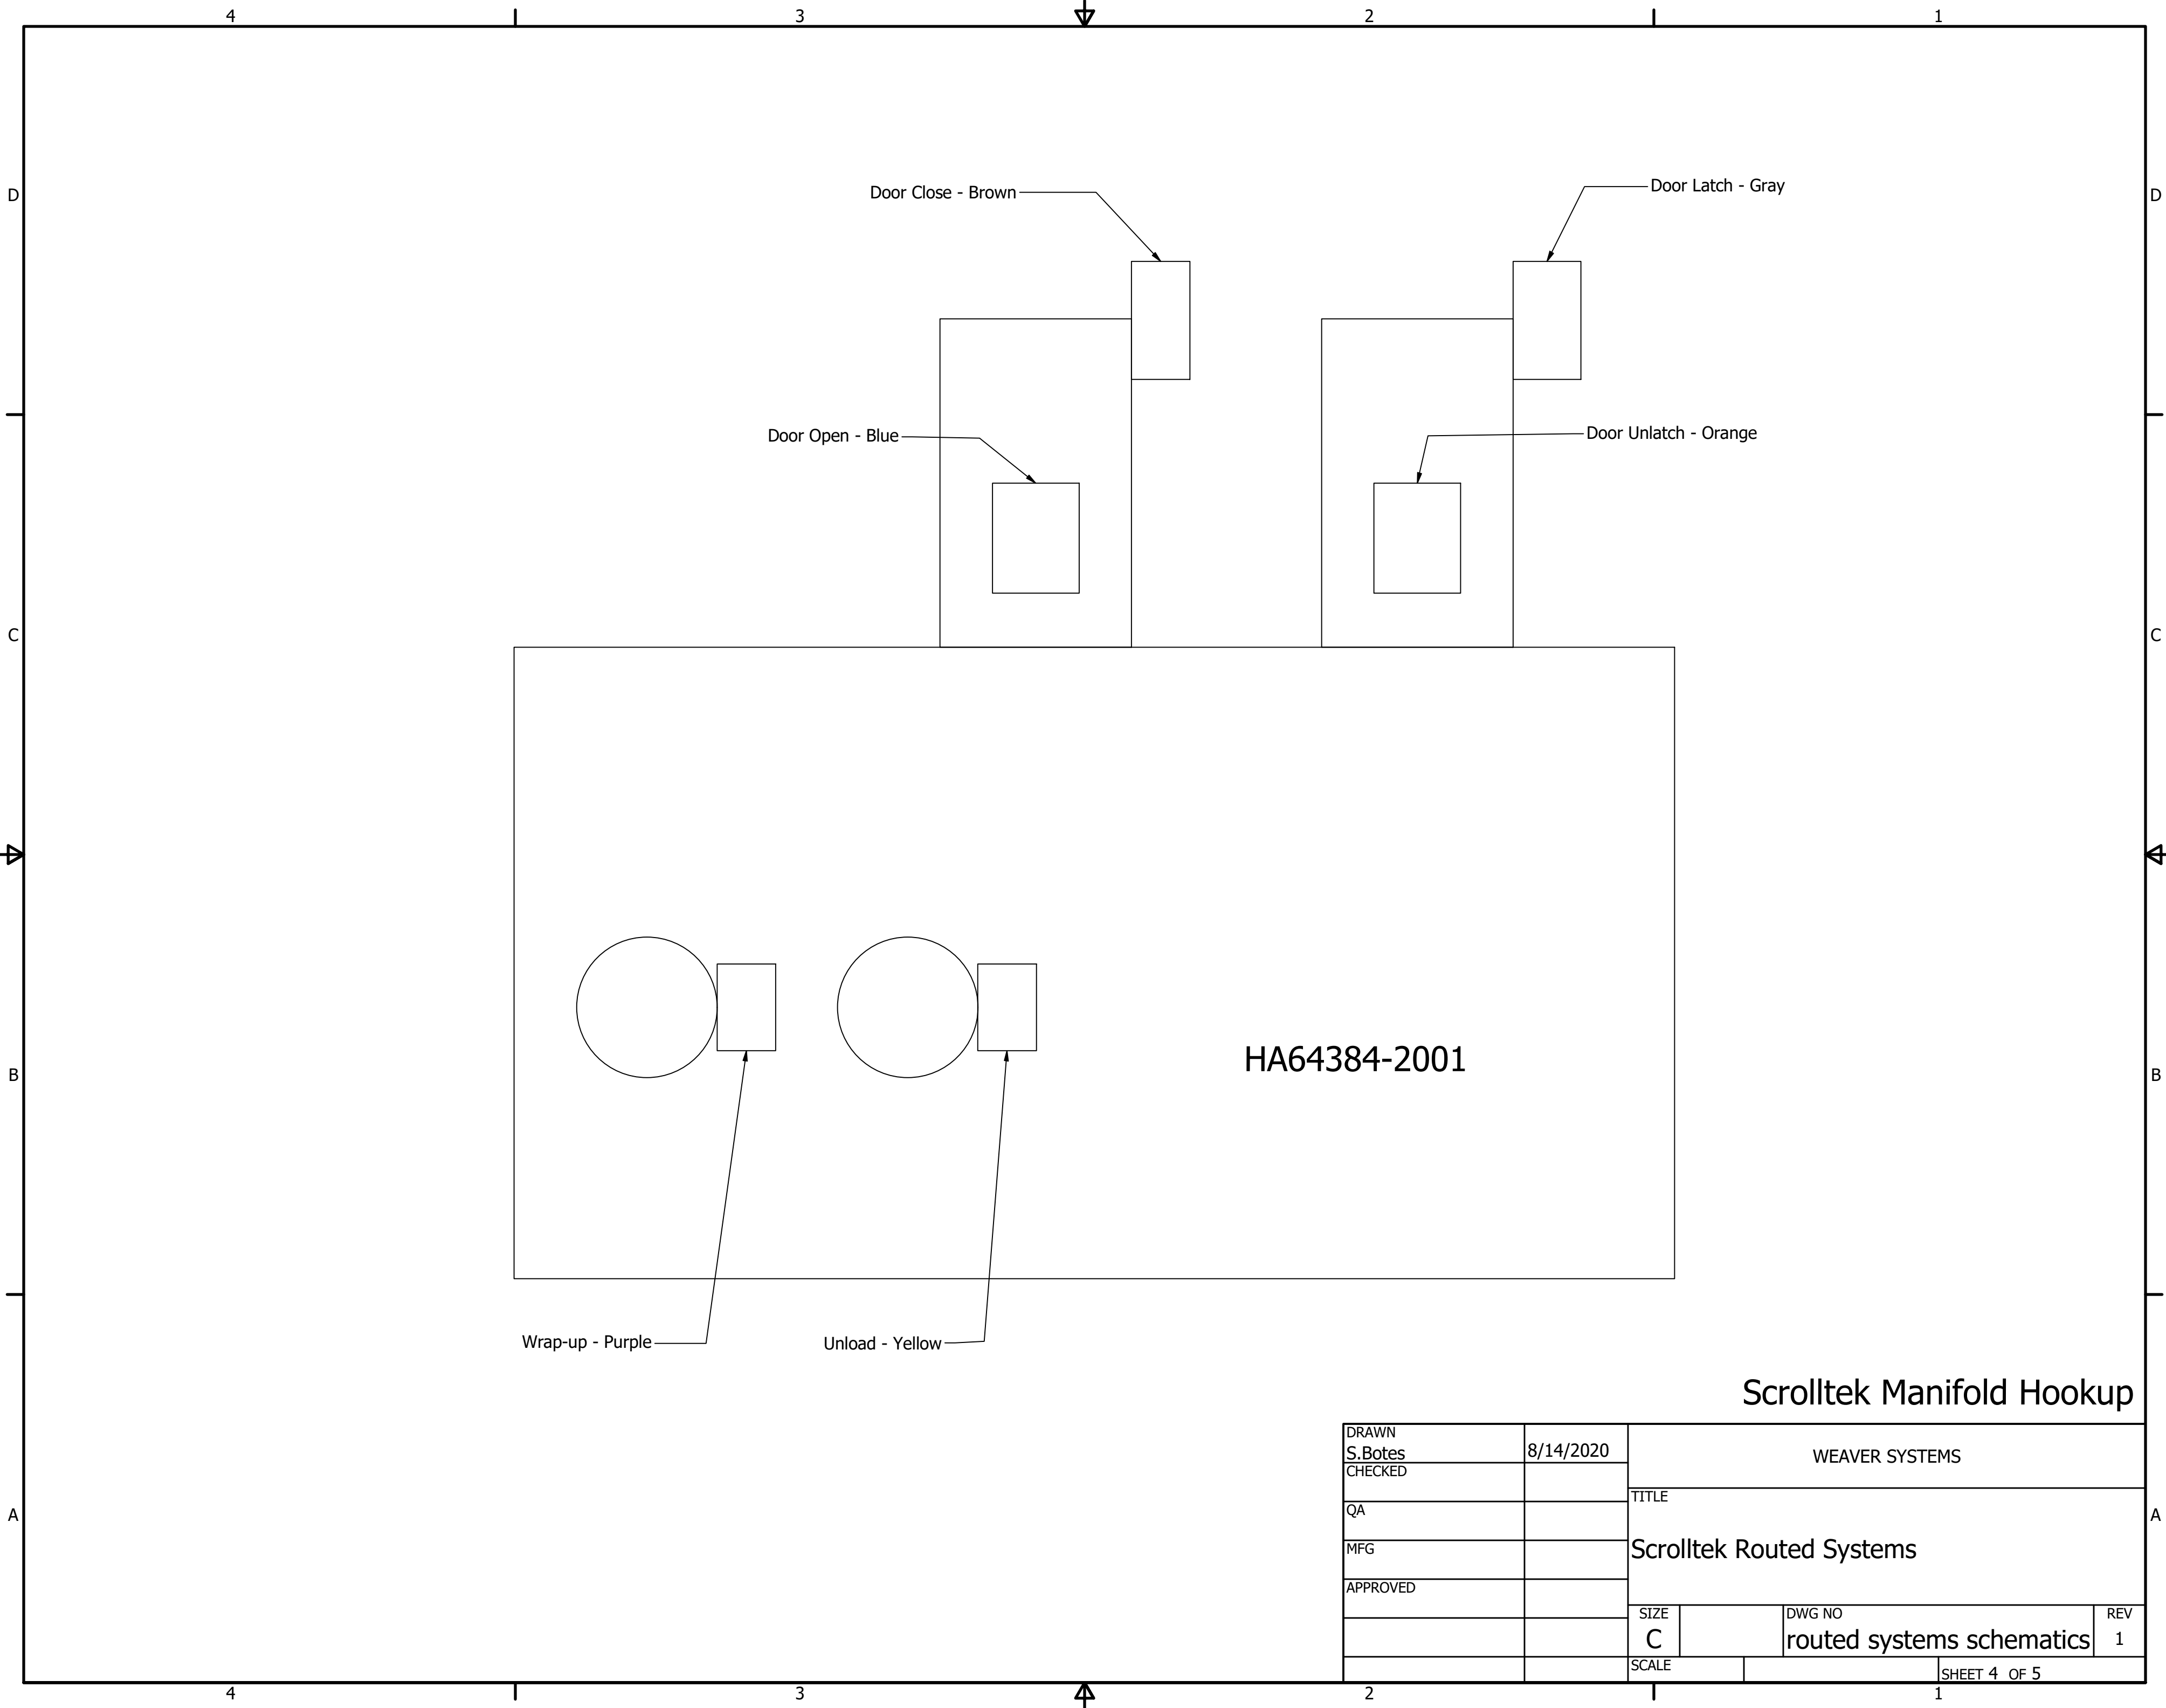 4 3 2 1
D D
Door Close - Brown
Door Latch - Gray
Door Open - Blue
Door Unlatch - Orange
C C
HA64384-2001
B B
Wrap-up - Purple
Unload - Yellow
Scrolltek Manifold Hookup
DRAWN
S.Botes 8/14/2020
WEAVER SYSTEMS
CHECKED
TITLE
QA
A A
MFG
Scrolltek Routed Systems
APPROVED
SIZE DWG NO REV
C routed systems schematics 1
SCALE SHEET 4 OF 5
4 3 2 1